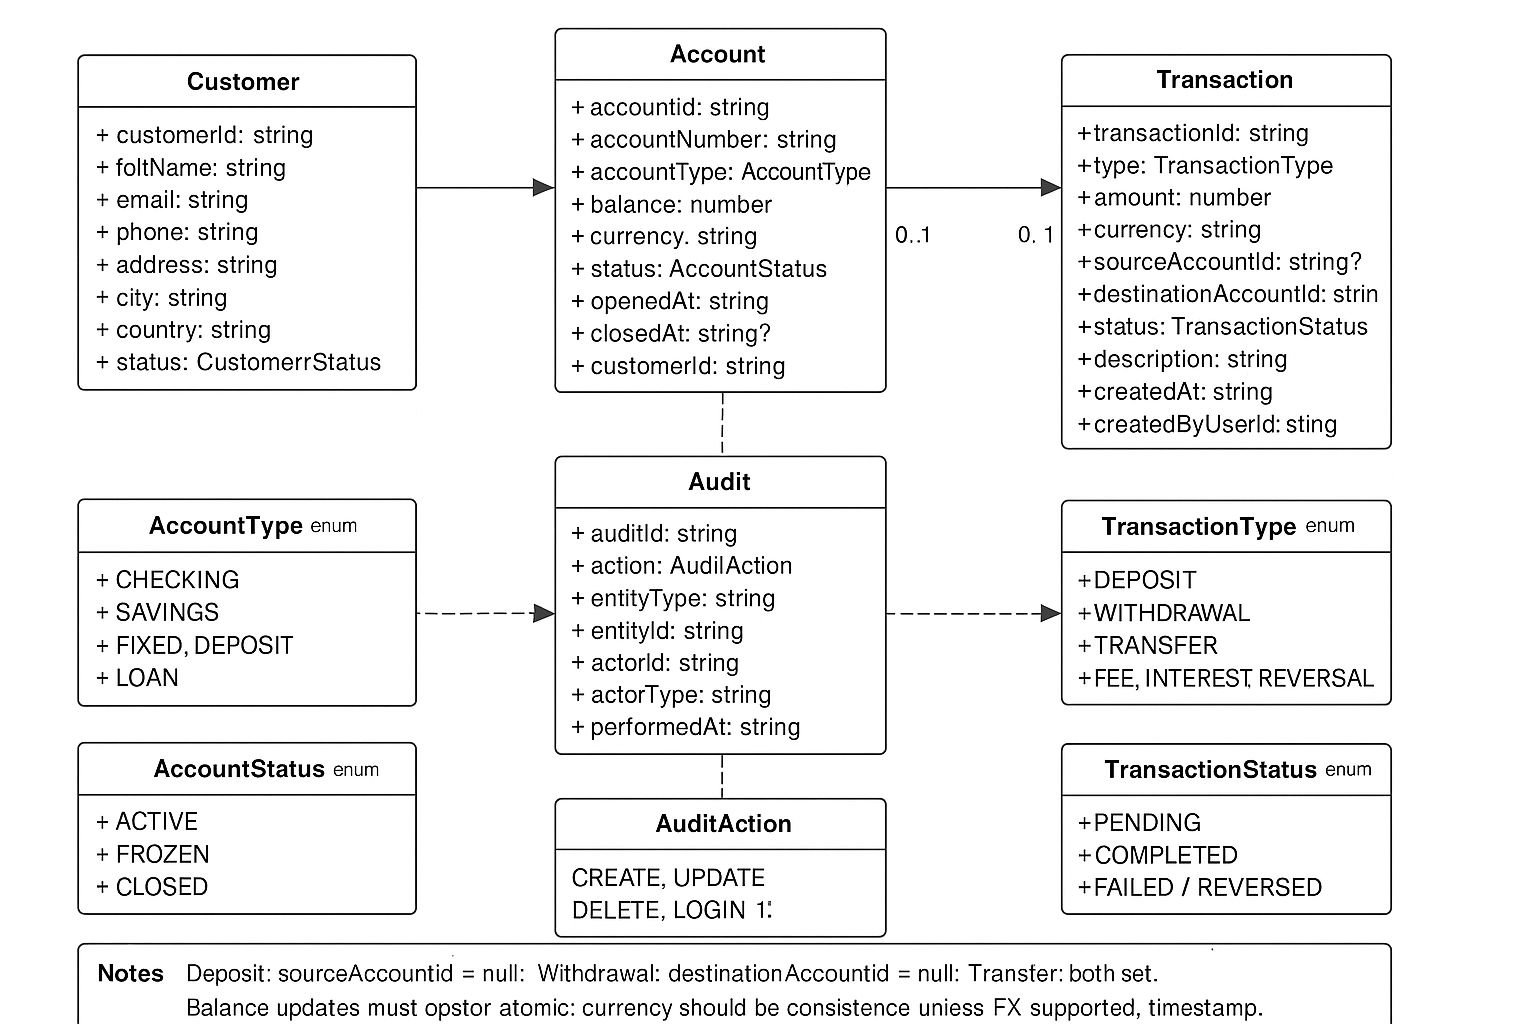 Customer
+ customerId: string
+ foltName: string
+ email: string
+ phone: string
+ address: string
+ city: string
+ country: string
+ status: CustomerrStatus
Account
+ accountid: string
+ accountNumber: string
+ accountType: AccountType
+ balance: number
+ currency. string
+ status: AccountStatus
+ openedAt: string
+ closedAt: string?
+ customerId: string
0..1
0. 1
Transaction
+transactionId: string
+type: TransactionType
+amount: number
+currency: string
+sourceAccountId: string?
+destinationAccountId: strin
+status: TransactionStatus
+description: string
+createdAt: string
+createdByUserId: sting
AccountType enum
+ CHECKING
+ SAVINGS
+ FIXED, DEPOSIT
+ LOAN
Audit
+ auditId: string
+ action: AudilAction
+ entityType: string
+ entityId: string
+ actorId: string
+ actorType: string
+ performedAt: string
TransactionType enum
+DEPOSIT
+WITHDRAWAL
+TRANSFER
+FEE, INTEREST, REVERSAL
AccountStatus enum
+ ACTIVE
+ FROZEN
+ CLOSED
AuditAction
CREATE, UPDATE
DELETE, LOGIN
TransactionStatus enum
+PENDING
+COMPLETED
+FAILED / REVERSED
Notes Deposit: sourceAccountid = null: Withdrawal: destinationAccountid = null: Transfer: both set.
Balance updates must opstor atomic: currency should be consistence uniess FX supported, timestamp.